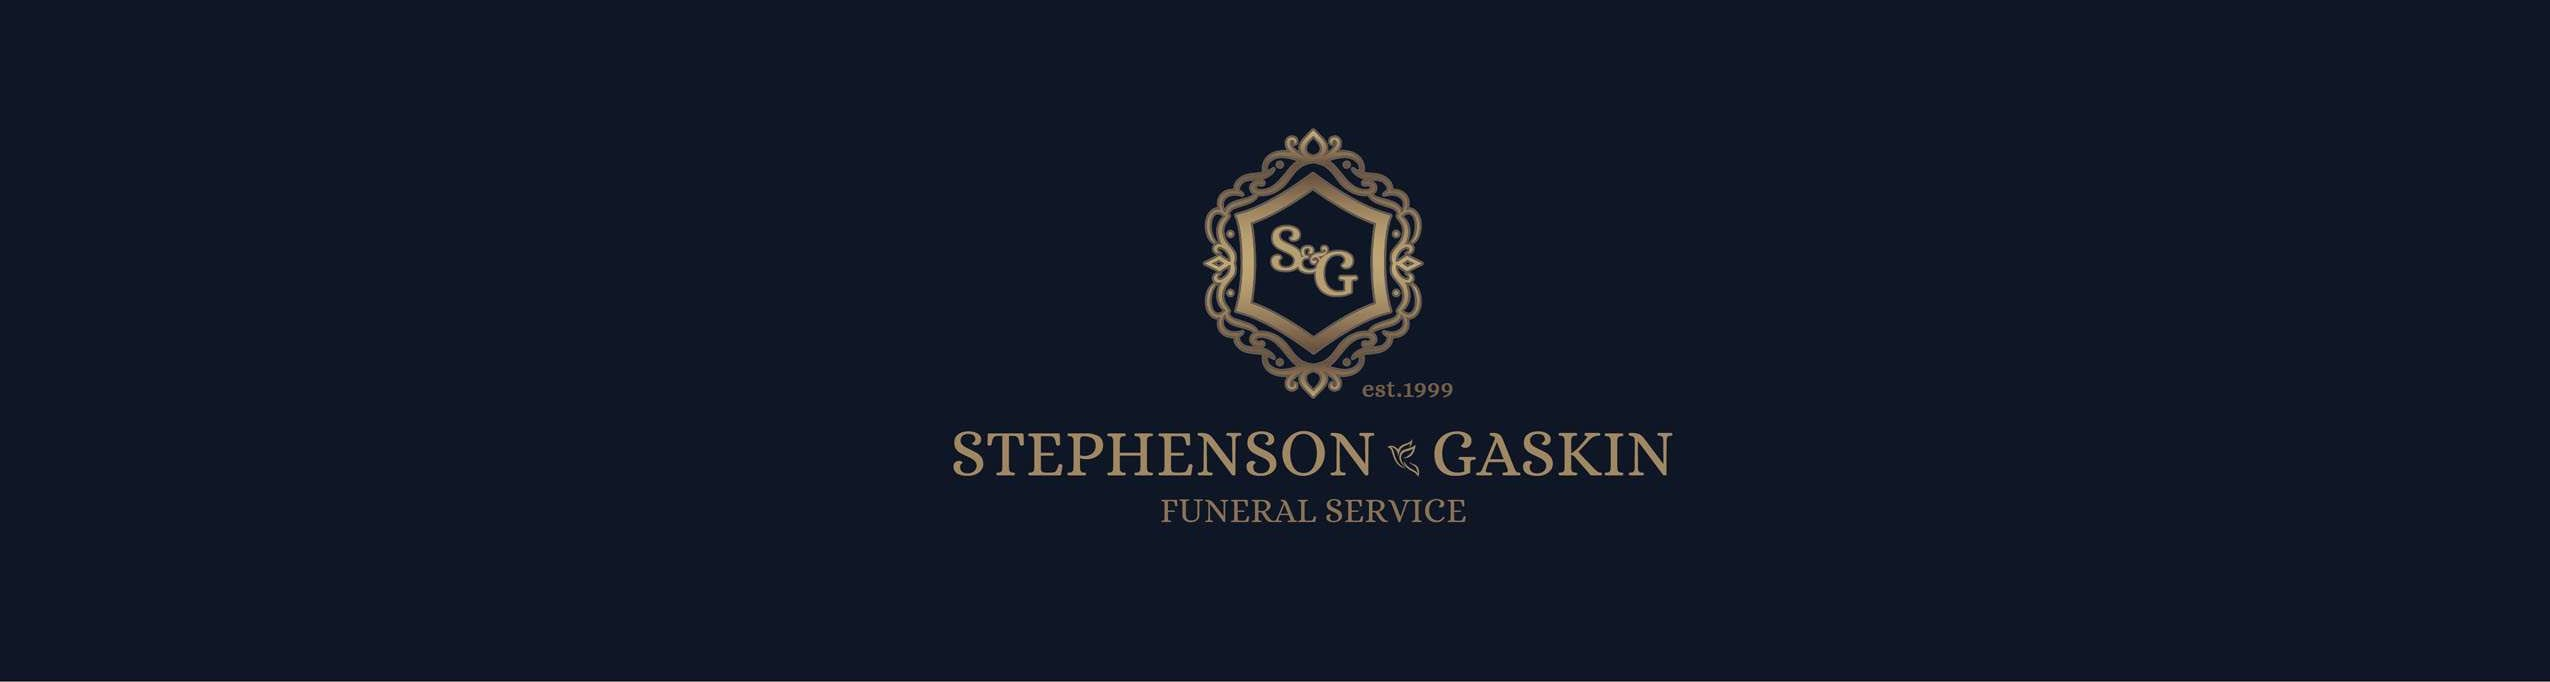 S&G
est.1999
STEPHENSON GASKIN
FUNERAL SERVICE